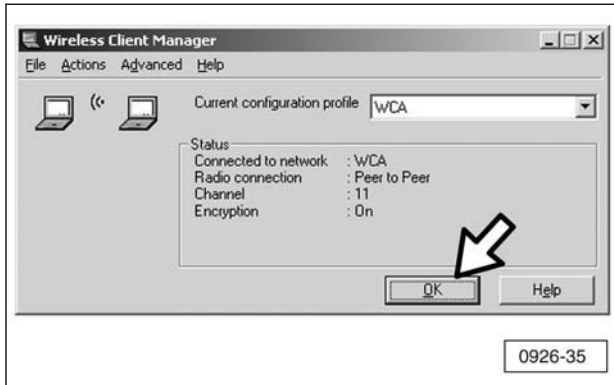 Wireless Client Manager
File Actions Advanced Help
Current configuration profile WCA
Status
Connected to network : WCA
Radio connection : Peer to Peer
Channel : 11
Encryption : On
OK Help
0926-35